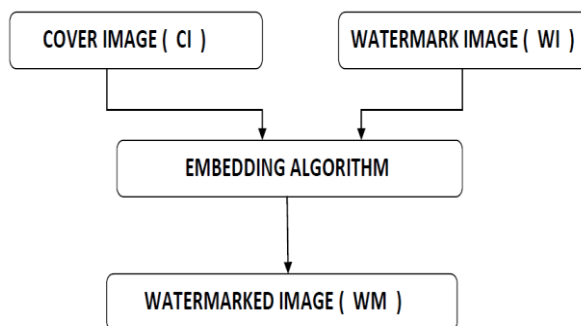 COVER IMAGE ( CI )
WATERMARK IMAGE ( WI )
EMBEDDING ALGORITHM
WATERMARKED IMAGE ( WM )